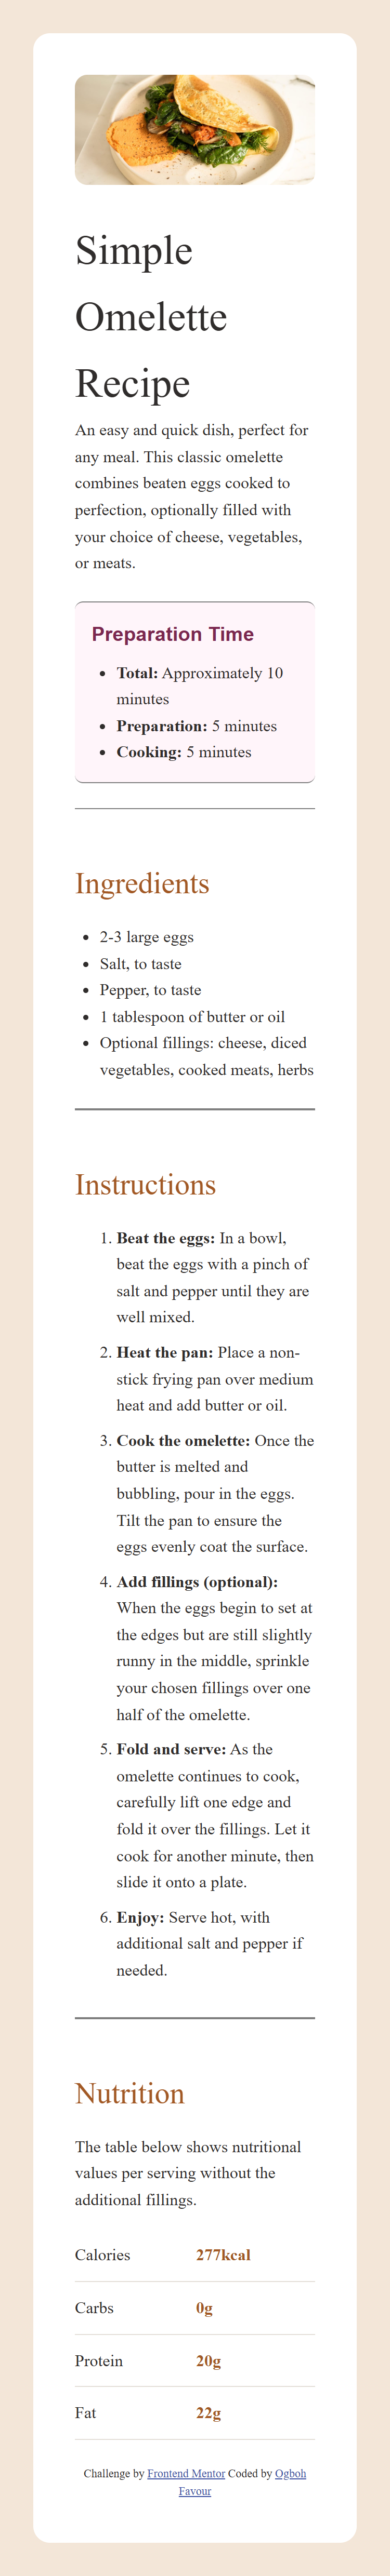 Simple
Omelette
Recipe
An easy and quick dish, perfect for
any meal. This classic omelette
combines beaten eggs cooked to
perfection, optionally filled with
your choice of cheese, vegetables,
or meats.
Preparation Time
• Total: Approximately 10
minutes
• Preparation: 5 minutes
• Cooking: 5 minutes
Ingredients
• 2-3 large eggs
• Salt, to taste
• Pepper, to taste
• 1 tablespoon of butter or oil
• Optional fillings: cheese, diced
vegetables, cooked meats, herbs
Instructions
1. Beat the eggs: In a bowl,
beat the eggs with a pinch of
salt and pepper until they are
well mixed.
2. Heat the pan: Place a non-
stick frying pan over medium
heat and add butter or oil.
3. Cook the omelette: Once the
butter is melted and
bubbling, pour in the eggs.
Tilt the pan to ensure the
eggs evenly coat the surface.
4. Add fillings (optional):
When the eggs begin to set at
the edges but are still slightly
runny in the middle, sprinkle
your chosen fillings over one
half of the omelette.
5. Fold and serve: As the
omelette continues to cook,
carefully lift one edge and
fold it over the fillings. Let it
cook for another minute, then
slide it onto a plate.
6. Enjoy: Serve hot, with
additional salt and pepper if
needed.
Nutrition
The table below shows nutritional
values per serving without the
additional fillings.
Calories 277kcal
Carbs 0g
Protein 20g
Fat 22g
Challenge by Frontend Mentor Coded by Ogboh
Favour